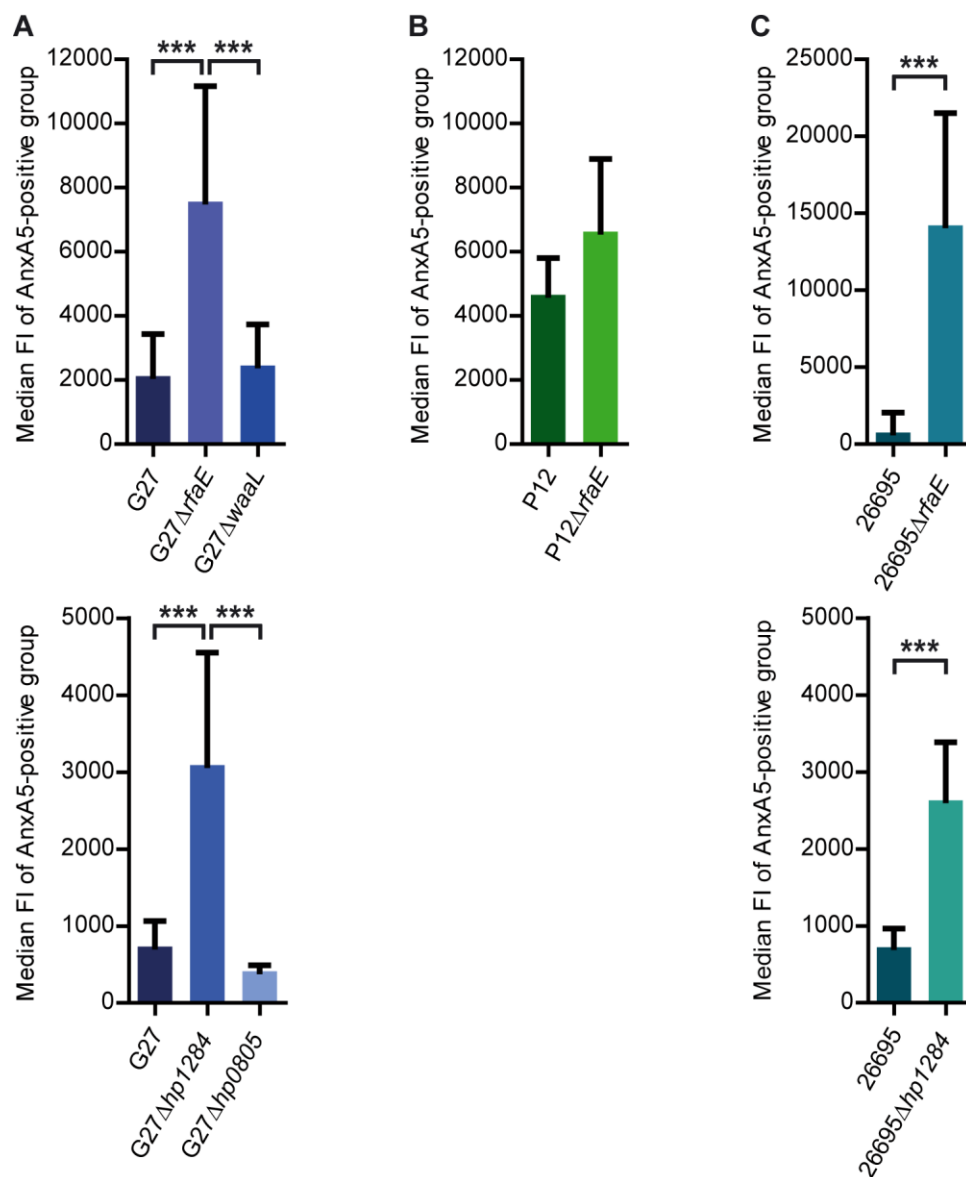 A
Median FI of AnxA5-positive group
12000
10000
8000
6000
4000
2000
0
*** ***
G27
G27ΔrfaE
G27ΔwaaL
B
Median FI of AnxA5-positive group
12000
10000
8000
6000
4000
2000
0
P12
P12ΔrfaE
C
Median FI of AnxA5-positive group
25000
20000
15000
10000
5000
0
***
26695
26695ΔrfaE
Median FI of AnxA5-positive group
5000
4000
3000
2000
1000
0
*** ***
G27
G27Δhp1284
G27Δhp0805
Median FI of AnxA5-positive group
5000
4000
3000
2000
1000
0
***
26695
26695Δhp1284